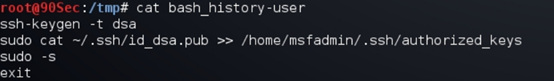 root@90Sec:/tmp# cat bash_history-user
ssh-keygen -t dsa
sudo cat ~/.ssh/id_dsa.pub >> /home/msfadmin/.ssh/authorized_keys
sudo -s
exit